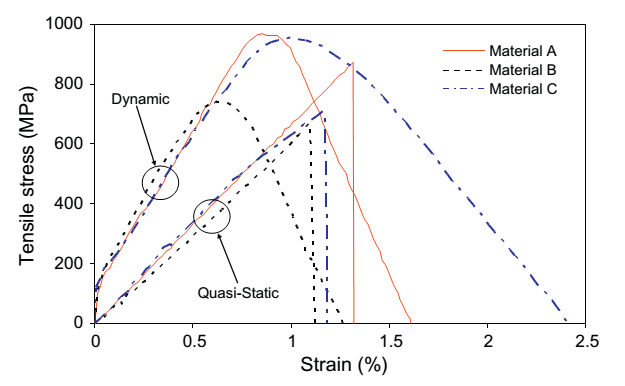 1000
800
600
400
200
0
Tensile stress (MPa)
Dynamic
Quasi-Static
Material A
Material B
Material C
0 0.5 1 1.5 2 2.5
Strain (%)